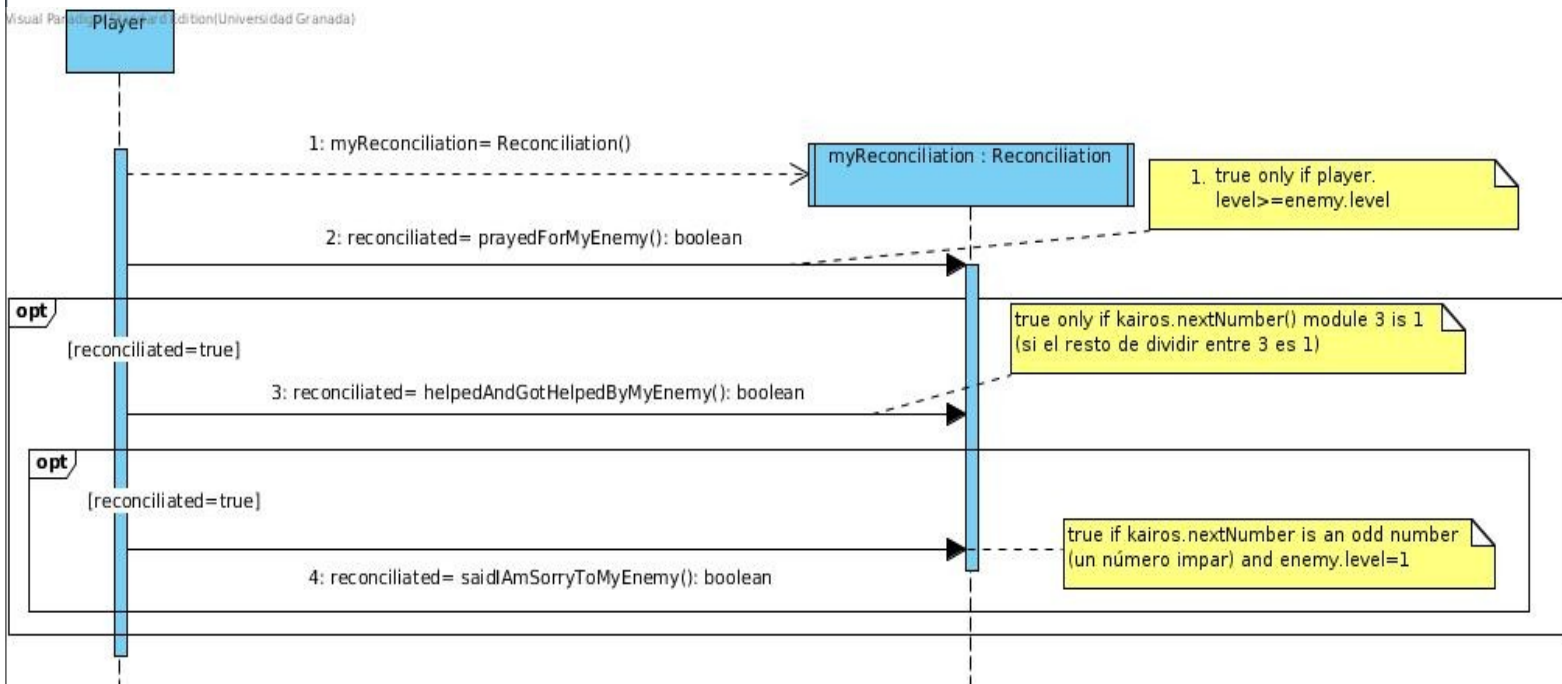 Visual Paradigm Standard Edition(Universidad Granada)
Player
1: myReconciliation= Reconciliation()
myReconciliation : Reconciliation
1. true only if player.
level>=enemy.level
2: reconciliated= prayedForMyEnemy(): boolean
opt
[reconciliated=true]
true only if kairos.nextNumber() module 3 is 1
(si el resto de dividir entre 3 es 1)
3: reconciliated= helpedAndGotHelpedByMyEnemy(): boolean
opt
[reconciliated=true]
true if kairos.nextNumber is an odd number
(un número impar) and enemy.level=1
4: reconciliated= saidIAmSorryToMyEnemy(): boolean